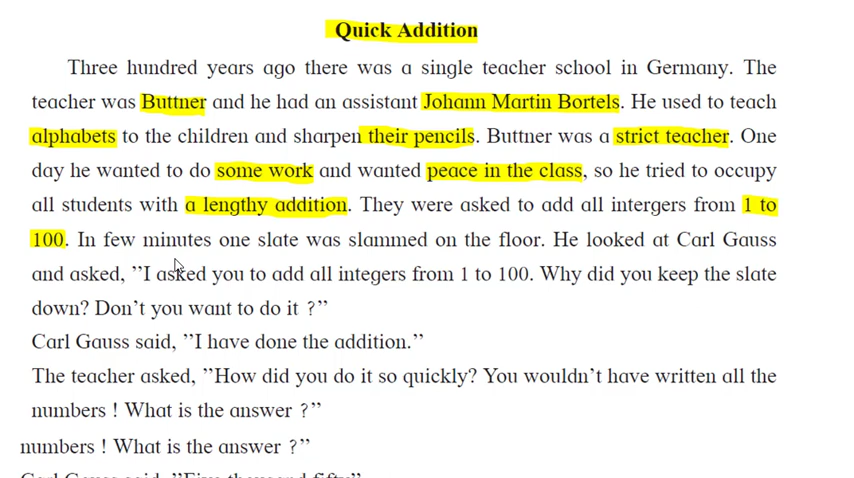 Quick Addition
Three hundred years ago there was a single teacher school in Germany. The
teacher was Buttner and he had an assistant Johann Martin Bortels. He used to teach
alphabets to the children and sharpen their pencils. Buttner was a strict teacher. One
day he wanted to do some work and wanted peace in the class, so he tried to occupy
all students with a lengthy addition. They were asked to add all intergers from 1 to
100. In few minutes one slate was slammed on the floor. He looked at Carl Gauss
and asked, ”I asked you to add all integers from 1 to 100. Why did you keep the slate
down? Don’t you want to do it ?”
Carl Gauss said, ”I have done the addition.”
The teacher asked, ”How did you do it so quickly? You wouldn’t have written all the
numbers ! What is the answer ?”
numbers ! What is the answer ?”
Carl Gauss said, ”Five thousand fifty”